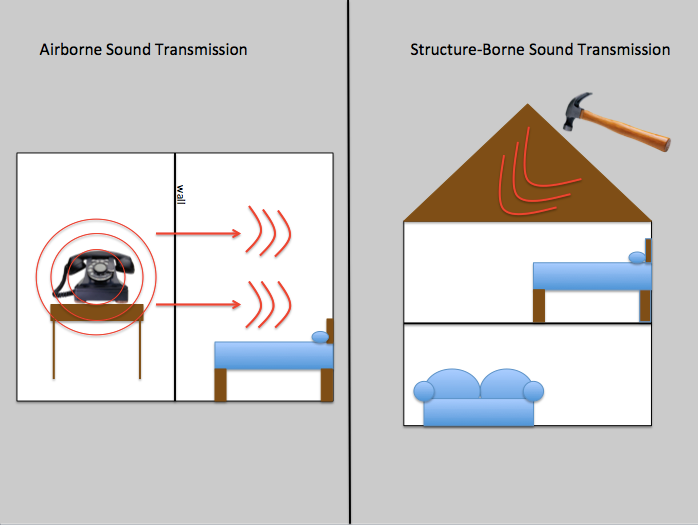 Airborne Sound Transmission
Structure-Borne Sound Transmission
wall